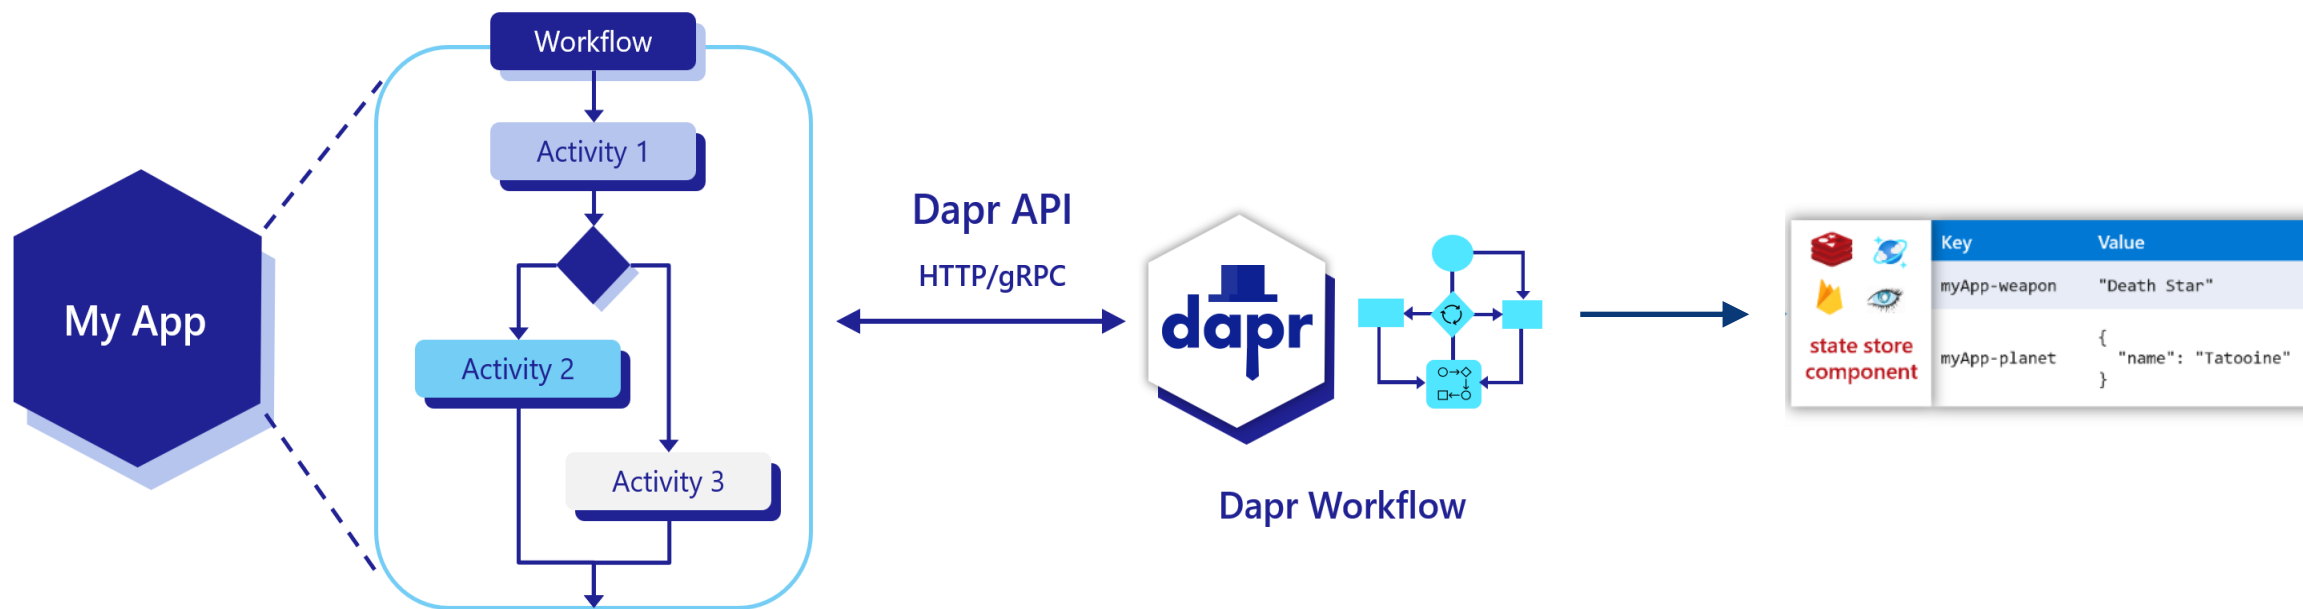 My App
Workflow
Activity 1
Activity 2
Activity 3
Dapr API
HTTP/gRPC
dapr
Dapr Workflow
state store
component
Key Value
myApp-weapon "Death Star"
myApp-planet
{
"name": "Tatooine"
}